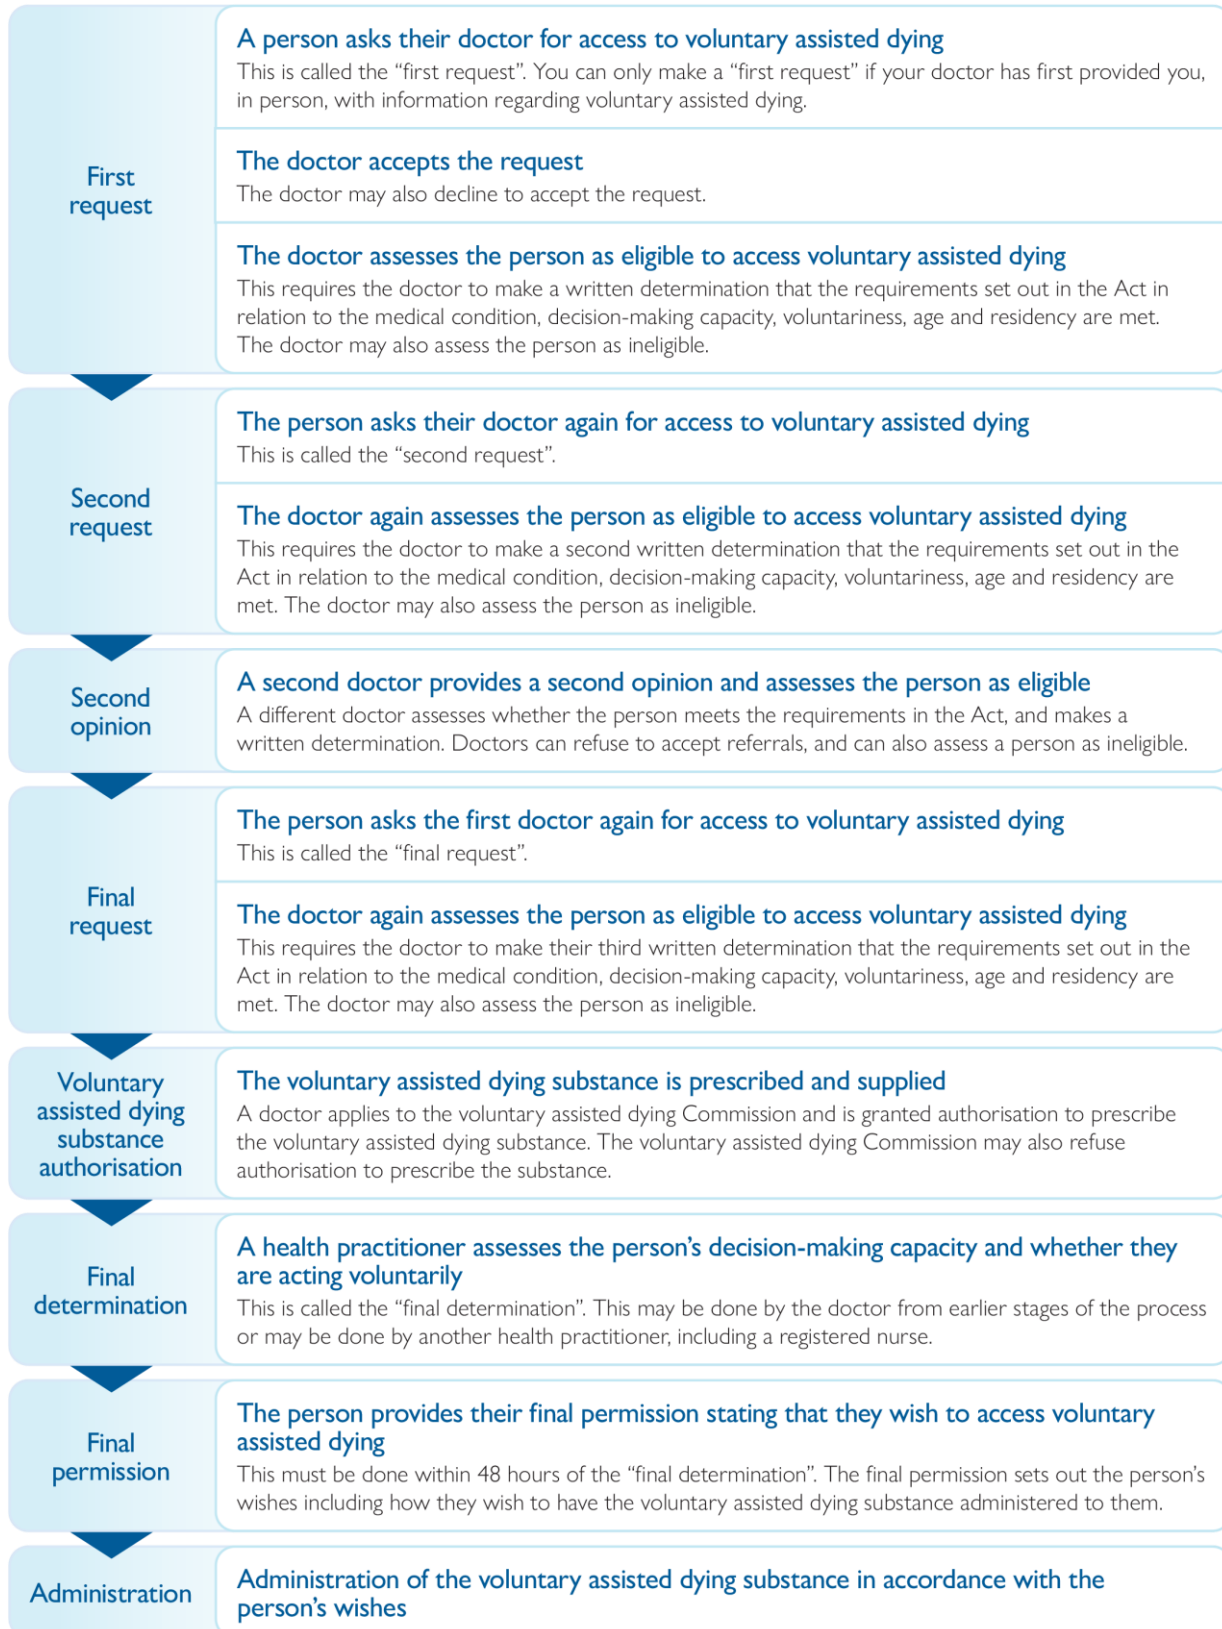 First
request
A person asks their doctor for access to voluntary assisted dying
This is called the “first request”. You can only make a “first request” if your doctor has first provided you,
in person, with information regarding voluntary assisted dying.
The doctor accepts the request
The doctor may also decline to accept the request.
The doctor assesses the person as eligible to access voluntary assisted dying
This requires the doctor to make a written determination that the requirements set out in the Act in
relation to the medical condition, decision-making capacity, voluntariness, age and residency are met.
The doctor may also assess the person as ineligible.
Second
request
The person asks their doctor again for access to voluntary assisted dying
This is called the “second request”.
The doctor again assesses the person as eligible to access voluntary assisted dying
This requires the doctor to make a second written determination that the requirements set out in the
Act in relation to the medical condition, decision-making capacity, voluntariness, age and residency are
met. The doctor may also assess the person as ineligible.
Second
opinion
A second doctor provides a second opinion and assesses the person as eligible
A different doctor assesses whether the person meets the requirements in the Act, and makes a
written determination. Doctors can refuse to accept referrals, and can also assess a person as ineligible.
Final
request
The person asks the first doctor again for access to voluntary assisted dying
This is called the “final request”.
The doctor again assesses the person as eligible to access voluntary assisted dying
This requires the doctor to make their third written determination that the requirements set out in the
Act in relation to the medical condition, decision-making capacity, voluntariness, age and residency are
met. The doctor may also assess the person as ineligible.
Voluntary
assisted dying
substance
authorisation
The voluntary assisted dying substance is prescribed and supplied
A doctor applies to the voluntary assisted dying Commission and is granted authorisation to prescribe
the voluntary assisted dying substance. The voluntary assisted dying Commission may also refuse
authorisation to prescribe the substance.
Final
determination
A health practitioner assesses the person’s decision-making capacity and whether they
are acting voluntarily
This is called the “final determination”. This may be done by the doctor from earlier stages of the process
or may be done by another health practitioner, including a registered nurse.
Final
permission
The person provides their final permission stating that they wish to access voluntary
assisted dying
This must be done within 48 hours of the “final determination”. The final permission sets out the person’s
wishes including how they wish to have the voluntary assisted dying substance administered to them.
Administration
Administration of the voluntary assisted dying substance in accordance with the
person’s wishes